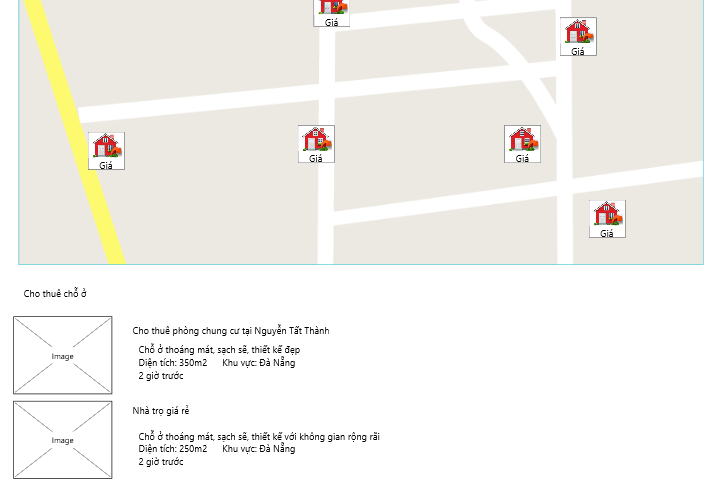 Giá
Giá
Giá
Giá
Giá
Giá
Cho thuê chỗ ở
Image
Cho thuê phòng chung cư tại Nguyễn Tất Thành
Chỗ ở thoáng mát, sạch sẽ, thiết kế đẹp
Diện tích: 350m2 Khu vực: Đà Nẵng
2 giờ trước
Image
Nhà trọ giá rẻ
Chỗ ở thoáng mát, sạch sẽ, thiết kế với không gian rộng rãi
Diện tích: 250m2 Khu vực: Đà Nẵng
2 giờ trước